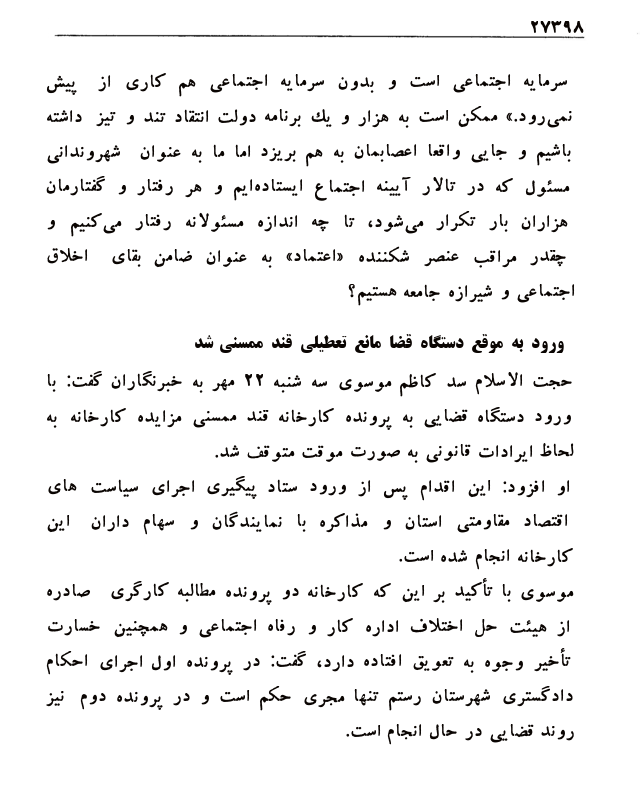 ۲۷۳۹۸
سرمایه اجتماعی است و بدون سرمایه اجتماعی هم کاری از پیش
نمی‌رود.» ممکن است به هزار و یك برنامه دولت انتقاد تند و تیز داشته
باشیم و جایی واقعا اعصابمان به هم بریزد اما ما به عنوان شهروندانی
مسئول که در تالار آیینه اجتماع ایستاده‌ایم و هر رفتار و گفتارمان
هزاران بار تکرار می‌شود، تا چه اندازه مسئولانه رفتار می‌کنیم و
چقدر مراقب عنصر شکننده «اعتماد» به عنوان ضامن بقای اخلاق
اجتماعی و شیرازه جامعه هستیم؟
ورود به موقع دستگاه قضا مانع تعطیلی قند ممسنی شد
حجت الاسلام سد کاظم موسوی سه شنبه ۲۲ مهر به خبرنگاران گفت: با
ورود دستگاه قضایی به پرونده کارخانه قند ممسنی مزایده کارخانه به
لحاظ ایرادات قانونی به صورت موقت متوقف شد.
او افزود: این اقدام پس از ورود ستاد پیگیری اجرای سیاست های
اقتصاد مقاومتی استان و مذاکره با نمایندگان و سهام داران این
کارخانه انجام شده است.
موسوی با تأکید بر این که کارخانه دو پرونده مطالبه کارگری صادره
از هیئت حل اختلاف اداره کار و رفاه اجتماعی و همچنین خسارت
تأخیر وجوه به تعویق افتاده دارد، گفت: در پرونده اول اجرای احکام
دادگستری شهرستان رستم تنها مجری حکم است و در پرونده دوم نیز
روند قضایی در حال انجام است.